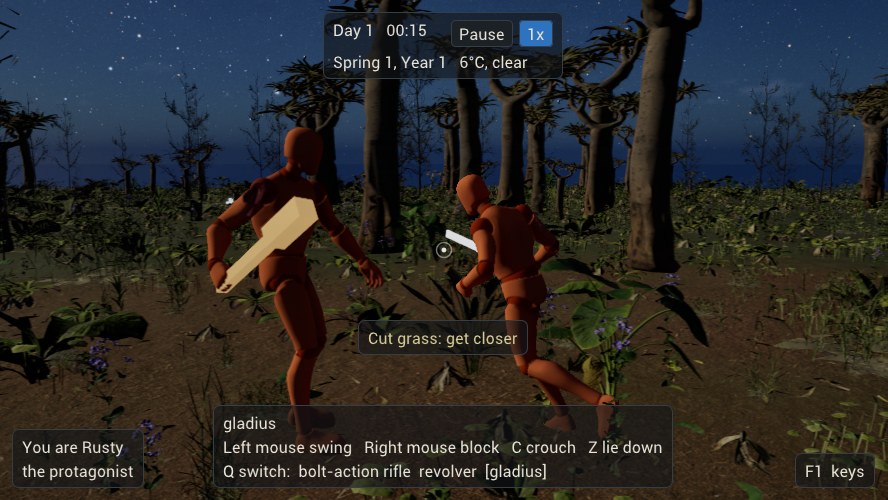 Day 1 00:15 Pause 1x
Spring 1, Year 1 6°C, clear
Cut grass: get closer
gladius
Left mouse swing Right mouse block C crouch Z lie down
Q switch: bolt-action rifle revolver [gladius]
You are Rusty
the protagonist
F1 keys